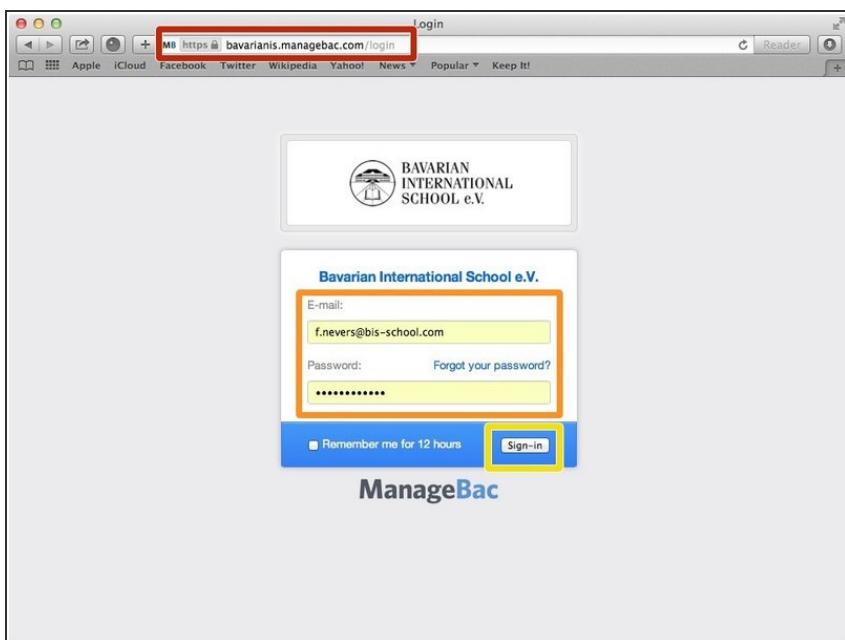 Login
MB https bavarianis.managebac.com/login
Reader
Apple iCloud Facebook Twitter Wikipedia Yahoo! News Popular Keep It!
BAVARIAN
INTERNATIONAL
SCHOOL e.V.
Bavarian International School e.V.
E-mail:
f.nevers@bis-school.com
Password: Forgot your password?
••••••••••••
Remember me for 12 hours Sign-in
ManageBac